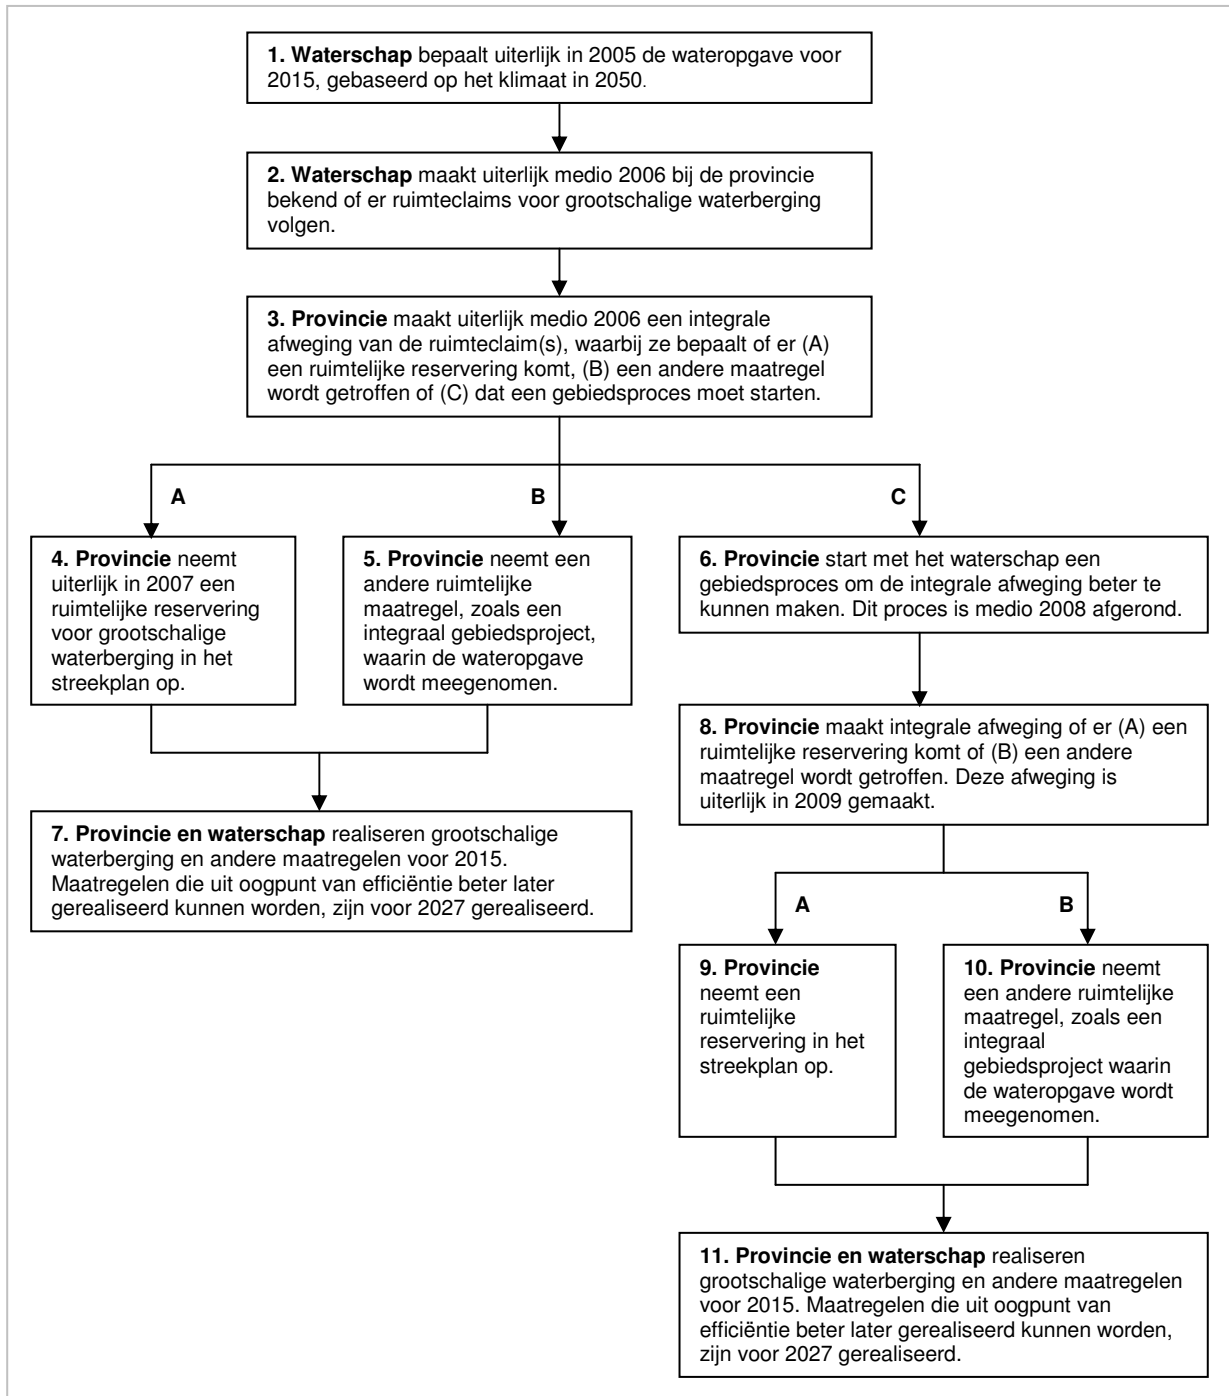 1. Waterschap bepaalt uiterlijk in 2005 de wateropgave voor
2015, gebaseerd op het klimaat in 2050.
2. Waterschap maakt uiterlijk medio 2006 bij de provincie
bekend of er ruimteclaims voor grootschalige waterberging
volgen.
3. Provincie maakt uiterlijk medio 2006 een integrale
afweging van de ruimteclaim(s), waarbij ze bepaalt of er (A)
een ruimtelijke reservering komt, (B) een andere maatregel
wordt getroffen of (C) dat een gebiedsproces moet starten.
A
B
C
4. Provincie neemt
uiterlijk in 2007 een
ruimtelijke reservering
voor grootschalige
waterberging in het
streekplan op.
5. Provincie neemt een
andere ruimtelijke
maatregel, zoals een
integraal gebiedsproject,
waarin de wateropgave
wordt meegenomen.
6. Provincie start met het waterschap een
gebiedsproces om de integrale afweging beter te
kunnen maken. Dit proces is medio 2008 afgerond.
7. Provincie en waterschap realiseren grootschalige
waterberging en andere maatregelen voor 2015.
Maatregelen die uit oogpunt van efficiëntie beter later
gerealiseerd kunnen worden, zijn voor 2027 gerealiseerd.
8. Provincie maakt integrale afweging of er (A) een
ruimtelijke reservering komt of (B) een andere
maatregel wordt getroffen. Deze afweging is
uiterlijk in 2009 gemaakt.
A
B
9. Provincie
neemt een
ruimtelijke
reservering in het
streekplan op.
10. Provincie neemt
een andere ruimtelijke
maatregel, zoals een
integraal
gebiedsproject waarin
de wateropgave wordt
meegenomen.
11. Provincie en waterschap realiseren
grootschalige waterberging en andere maatregelen
voor 2015. Maatregelen die uit oogpunt van
efficiëntie beter later gerealiseerd kunnen worden,
zijn voor 2027 gerealiseerd.